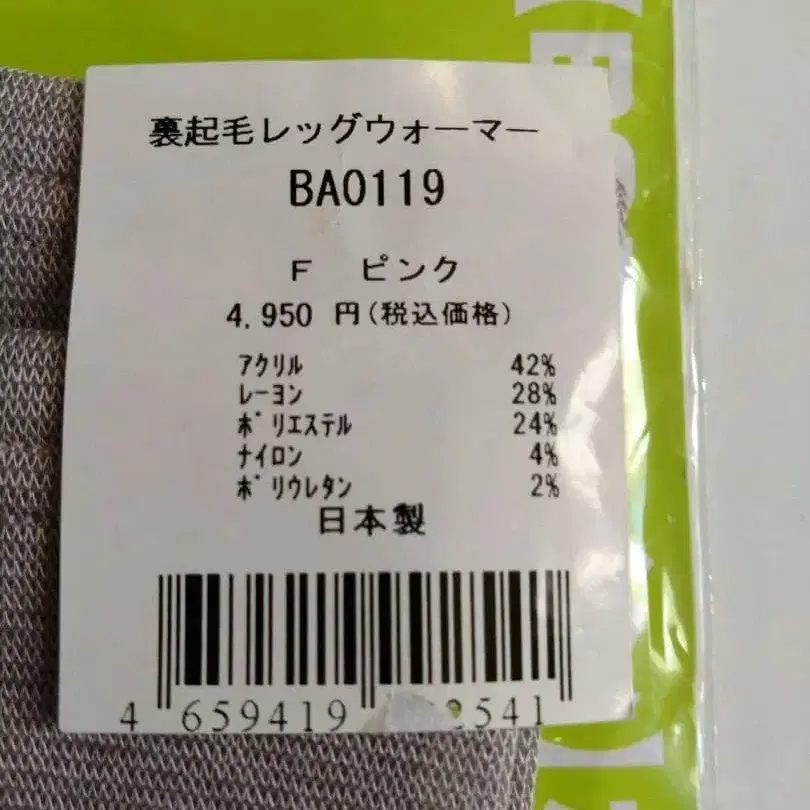 裏起毛レッグウォーマー
BA0119
F ピンク
4,950 円(税込価格)
アクリル 42%
レーヨン 28%
ポリエステル 24%
ナイロン 4%
ポリウレタン 2%
日本製
4 659419